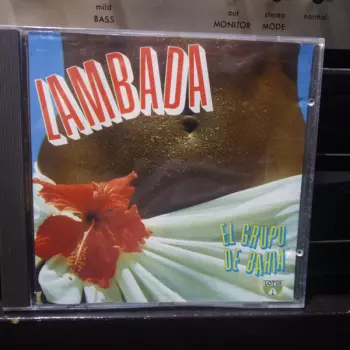 mild
BASS
out
MONITOR
stereo
MODE
normal
LAMBADA
EL GRUPO
DE BAHIA